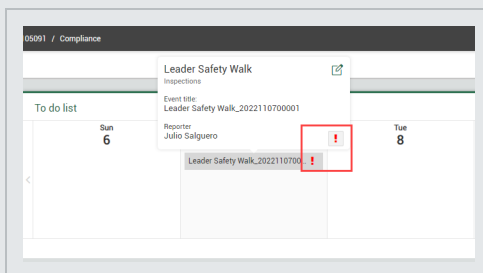 05091 / Compliance
Leader Safety Walk
Inspections
Event title:
Leader Safety Walk_2022110700001
To do list
Reporter
Julio Salguero
!
Sun
6
Tue
8
Leader Safety Walk_202211070... !